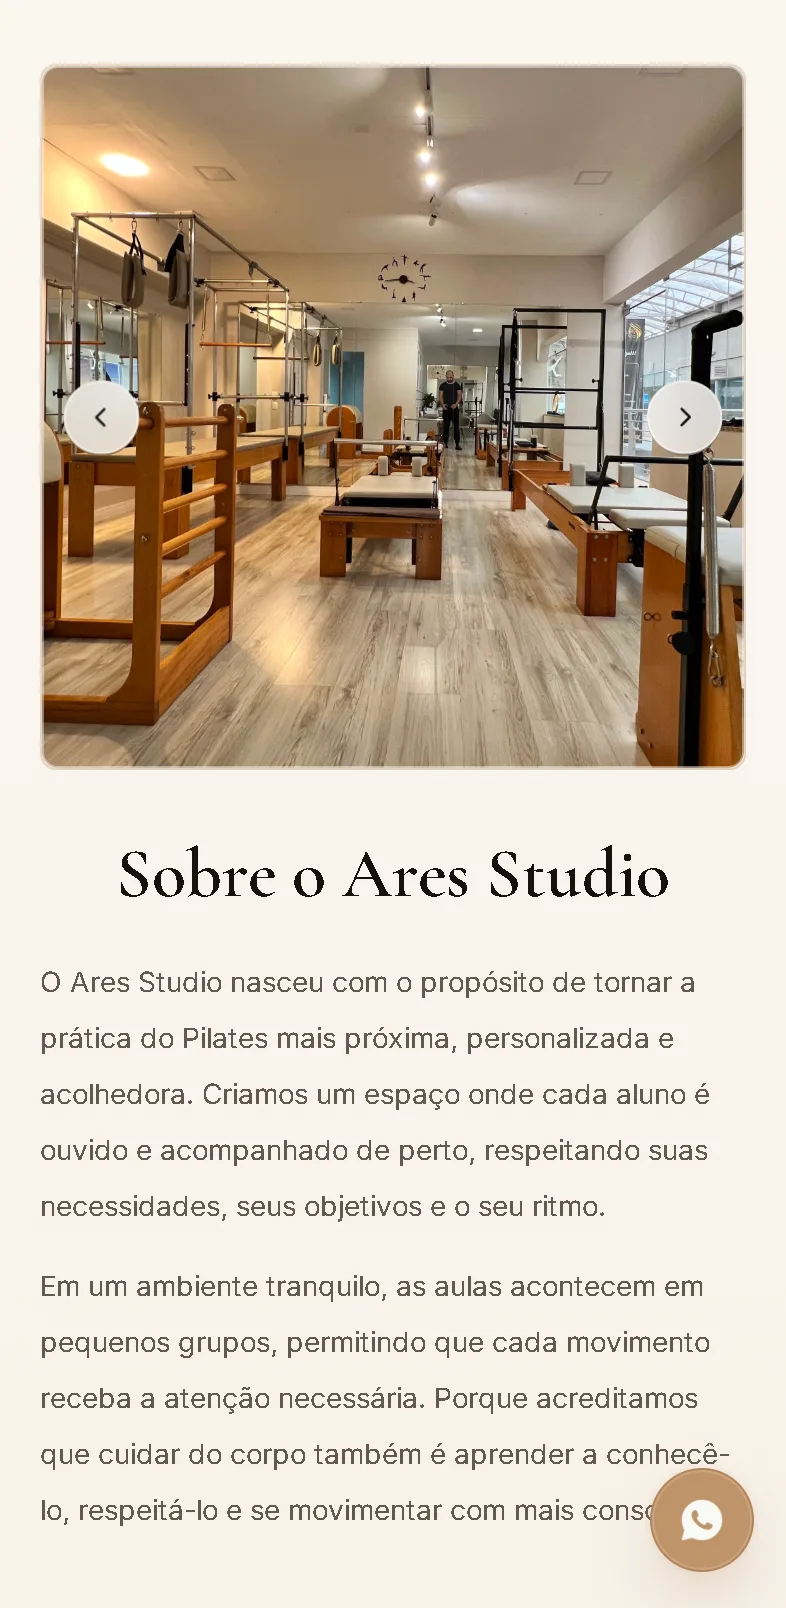 Sobre o Ares Studio
O Ares Studio nasceu com o propósito de tornar a
prática do Pilates mais próxima, personalizada e
acolhedora. Criamos um espaço onde cada aluno é
ouvido e acompanhado de perto, respeitando suas
necessidades, seus objetivos e o seu ritmo.
Em um ambiente tranquilo, as aulas acontecem em
pequenos grupos, permitindo que cada movimento
receba a atenção necessária. Porque acreditamos
que cuidar do corpo também é aprender a conhecê-
lo, respeitá-lo e se movimentar com mais